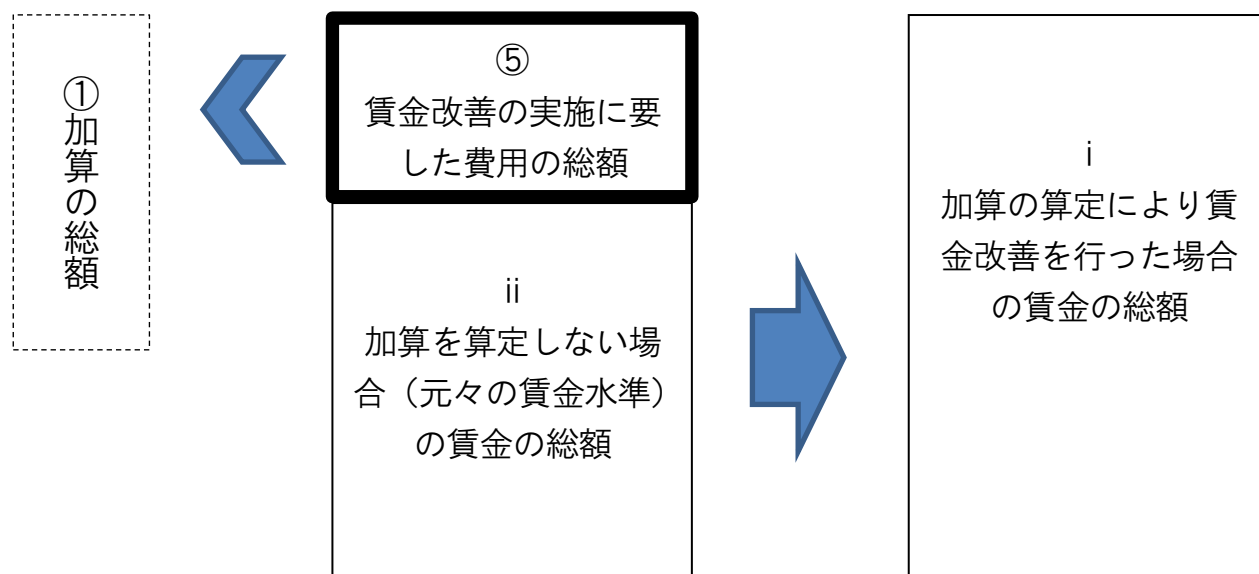 ①加算の総額
⑤
賃金改善の実施に要
した費用の総額
ⅱ
加算を算定しない場
合（元々の賃金水準）
の賃金の総額
ⅰ
加算の算定により賃
金改善を行った場合
の賃金の総額